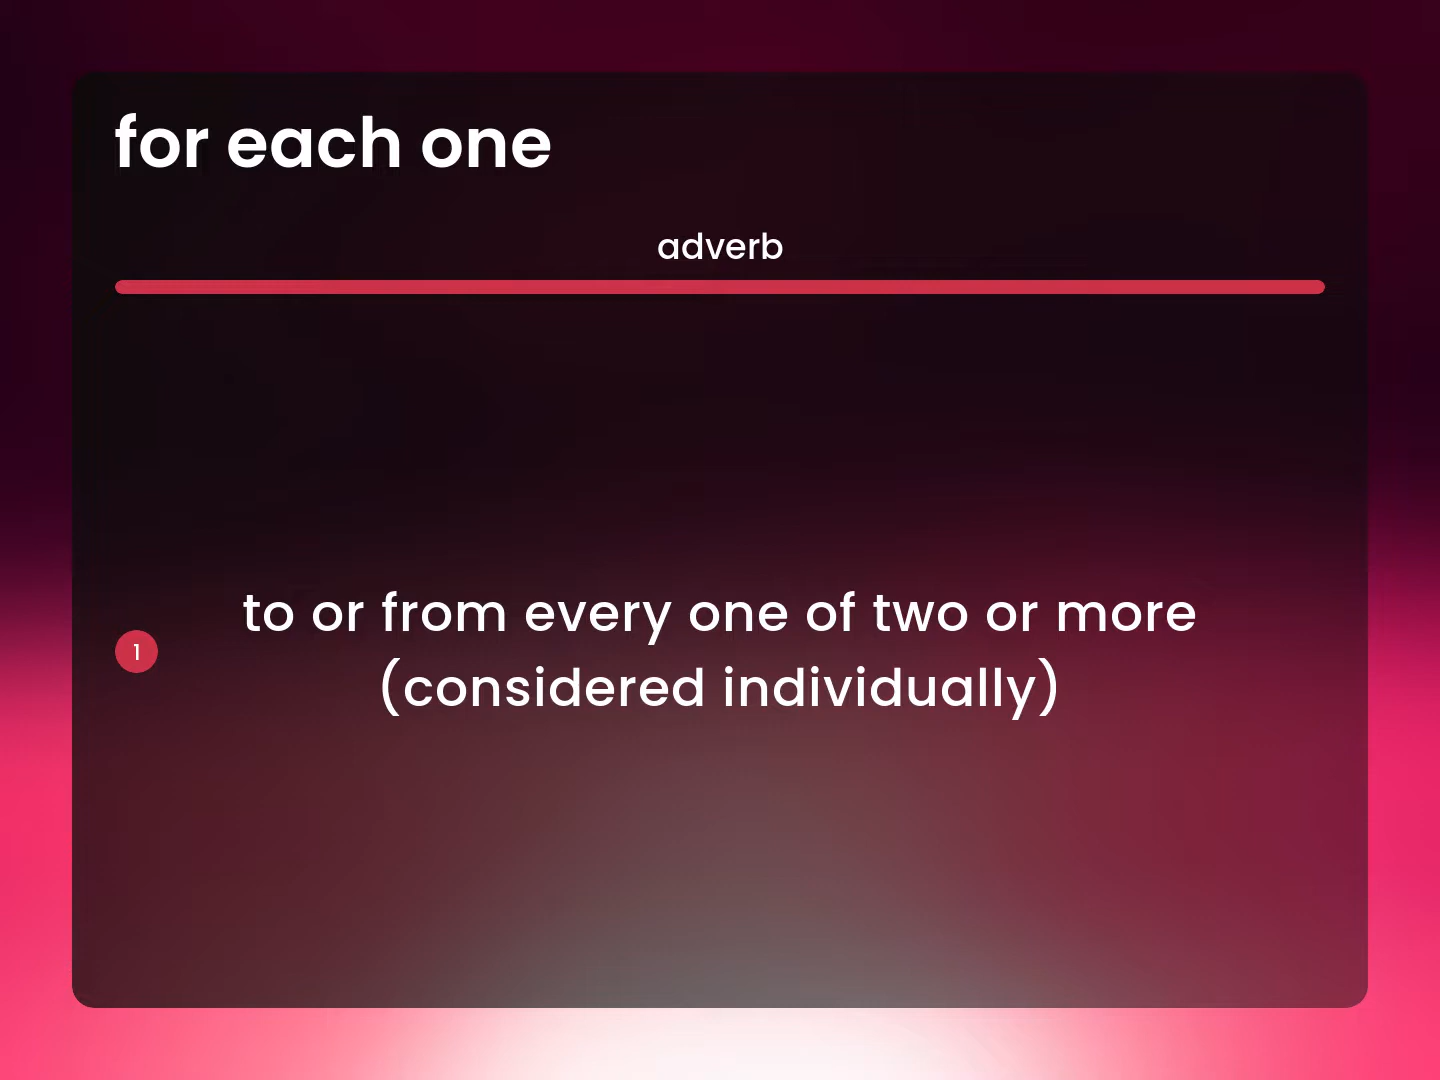 for each one
adverb
1
to or from every one of two or more
(considered individually)